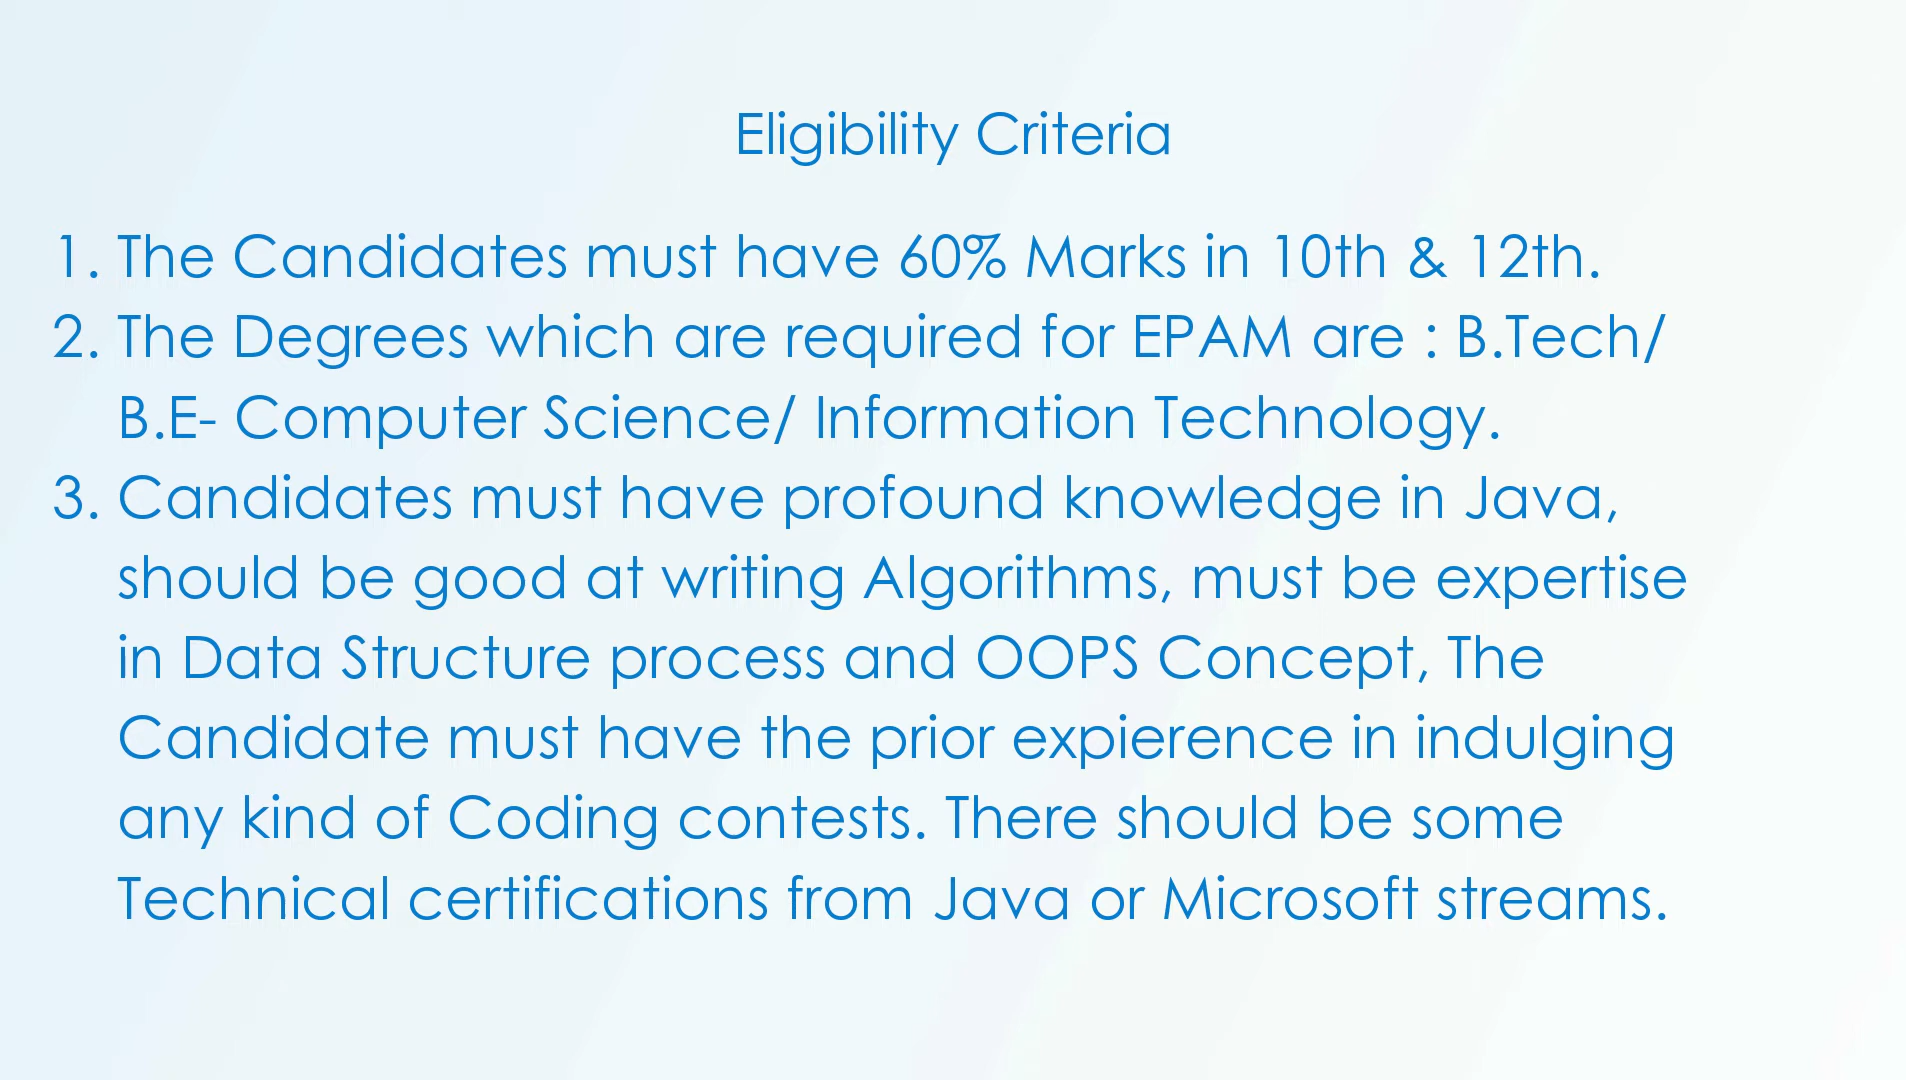 Eligibility Criteria
1. The Candidates must have 60% Marks in 10th & 12th.
2. The Degrees which are required for EPAM are : B.Tech/
B.E- Computer Science/ Information Technology.
3. Candidates must have profound knowledge in Java,
should be good at writing Algorithms, must be expertise
in Data Structure process and OOPS Concept, The
Candidate must have the prior expierence in indulging
any kind of Coding contests. There should be some
Technical certifications from Java or Microsoft streams.